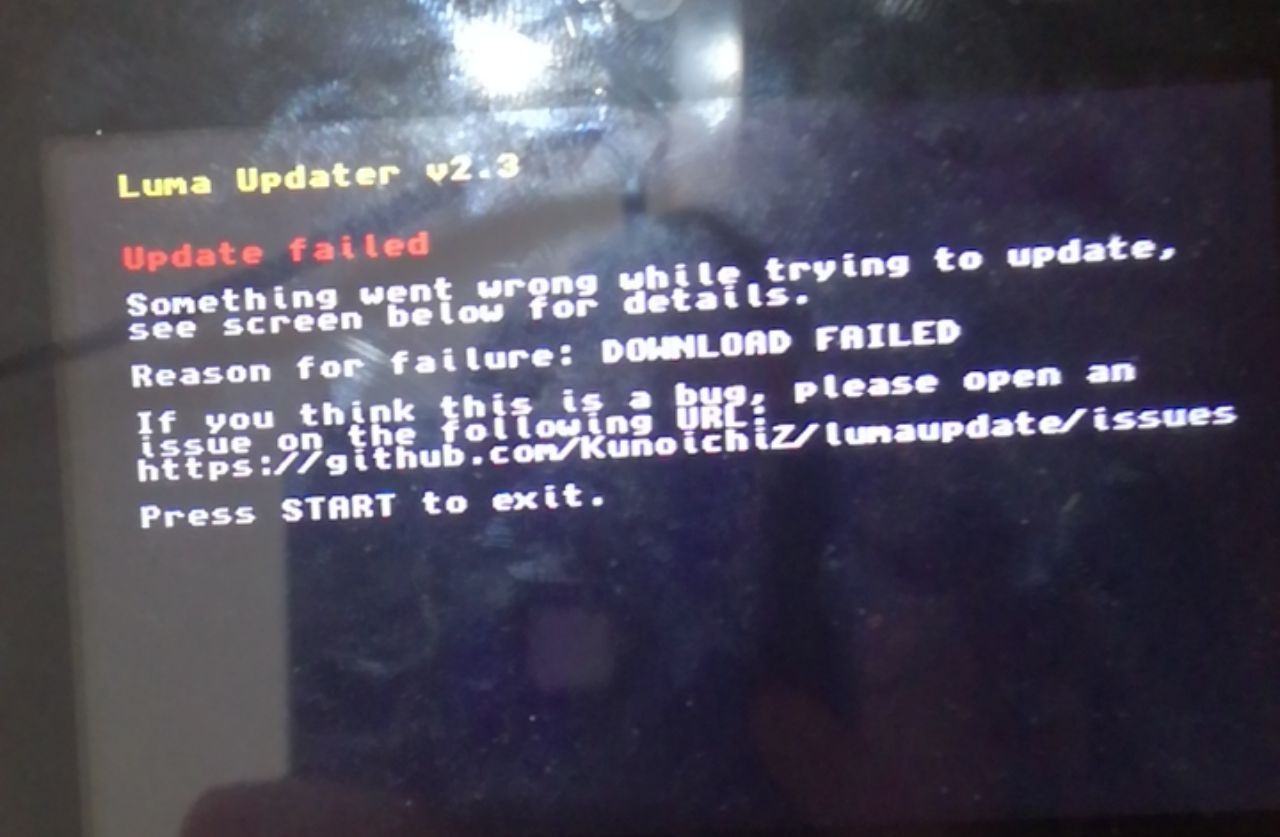 Luma Updater v2.3
Update failed
Something went wrong while trying to update,
see screen below for details.
Reason for failure: DOWNLOAD FAILED
If you think this is a bug, please open an
issue on the following URL:
https://github.com/KunoichiZ/lumaupdate/issues
Press START to exit.